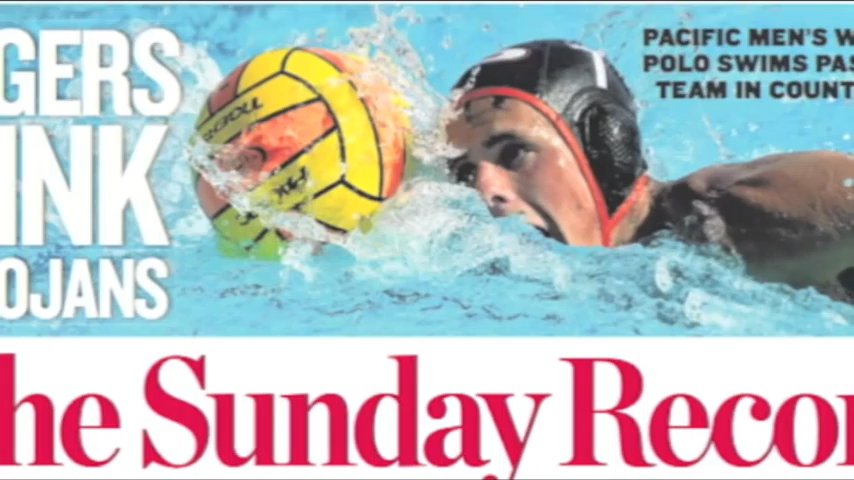 GERS
INK
OJANS
PACIFIC MEN'S W
POLO SWIMS PAS
TEAM IN COUNT
he Sunday Recor